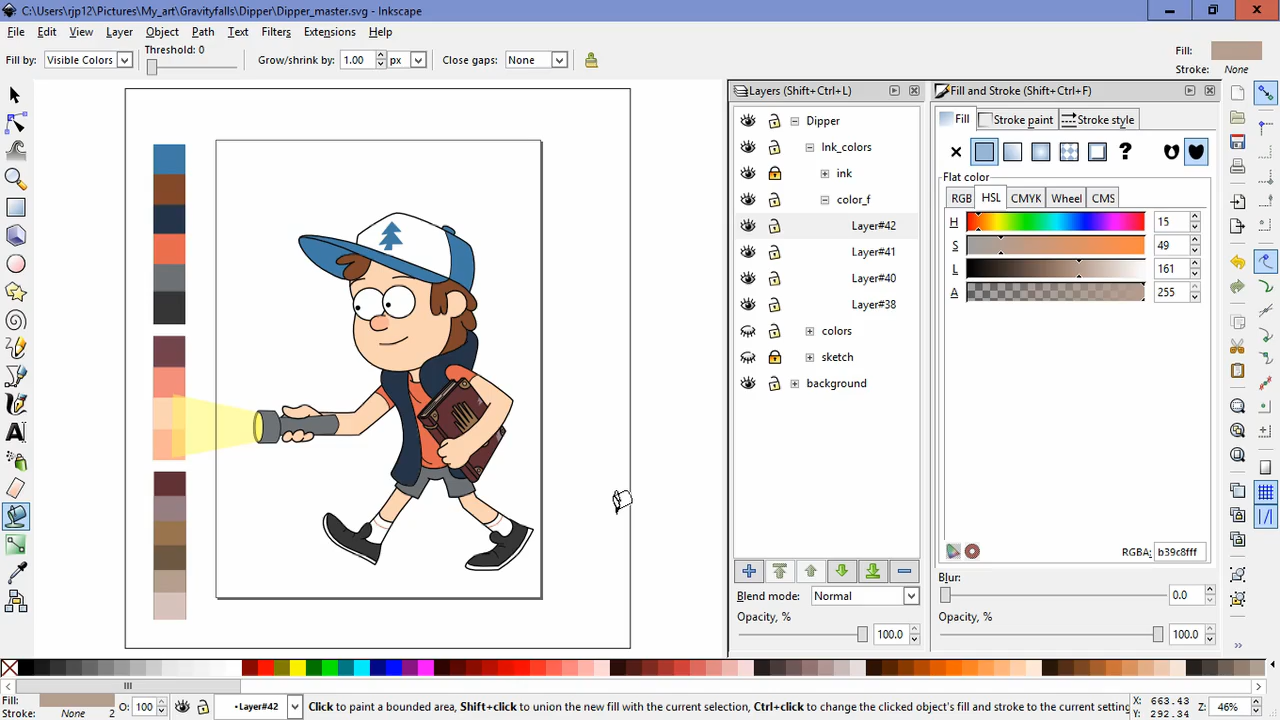 C:\Users\rjp12\Pictures\My_art\Gravityfalls\Dipper\Dipper_master.svg - Inkscape
File Edit View Layer Object Path Text Filters Extensions Help
Fill by: Visible Colors Threshold: 0 Grow/shrink by: 1.00 px Close gaps: None Fill:
Stroke: None
Layers (Shift+Ctrl+L) Fill and Stroke (Shift+Ctrl+F)
Dipper
Ink_colors
ink
color_f
Layer#42
Layer#41
Layer#40
Layer#38
colors
sketch
background
Blend mode: Normal
Opacity, % 100.0
Fill Stroke paint Stroke style
?
Flat color
RGB HSL CMYK Wheel CMS
H 15
S 49
L 161
A 255
RGBA: b39c8fff
Blur: 0.0
Opacity, % 100.0
Fill:
Stroke: None 2 O: 100 •Layer#42 Click to paint a bounded area, Shift+click to union the new fill with the current selection, Ctrl+click to change the clicked object's fill and stroke to the current setting
X: 663.43
Y: 292.34
Z: 46%